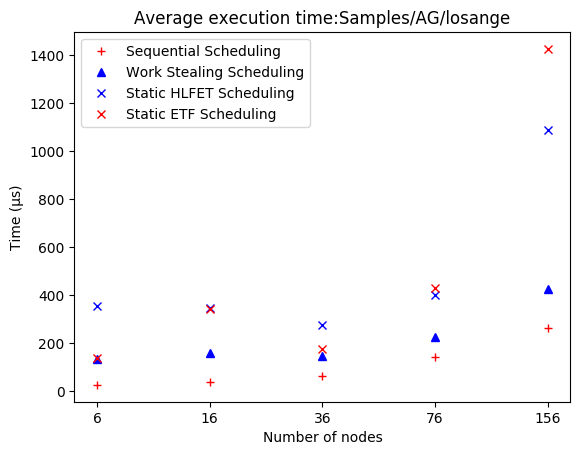 Average execution time:Samples/AG/losange
Sequential Scheduling
Work Stealing Scheduling
Static HLFET Scheduling
Static ETF Scheduling
1400
1200
1000
800
600
400
200
0
Time (µs)
6 16 36 76 156
Number of nodes